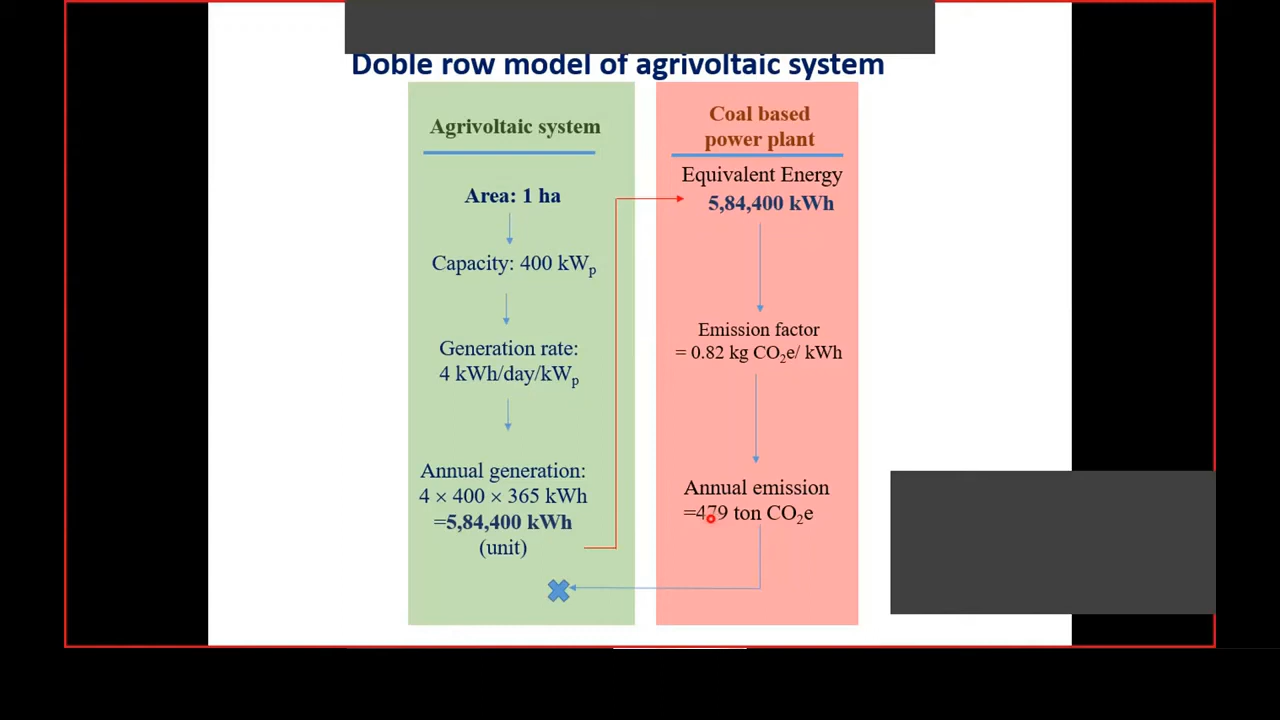 Doble row model of agrivoltaic system
Agrivoltaic system
Area: 1 ha
Capacity: 400 kWp
Generation rate:
4 kWh/day/kWp
Annual generation:
4 × 400 × 365 kWh
=5,84,400 kWh
(unit)
Coal based
power plant
Equivalent Energy
5,84,400 kWh
Emission factor
= 0.82 kg CO2e/ kWh
Annual emission
=479 ton CO2e